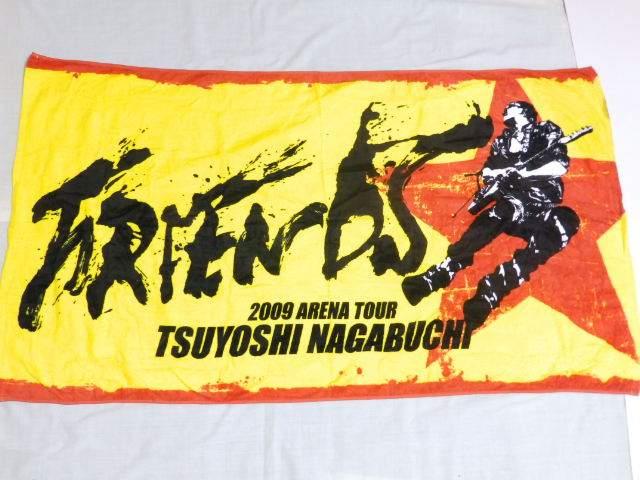 FRIENDS
2009 ARENA TOUR
TSUYOSHI NAGABUCHI